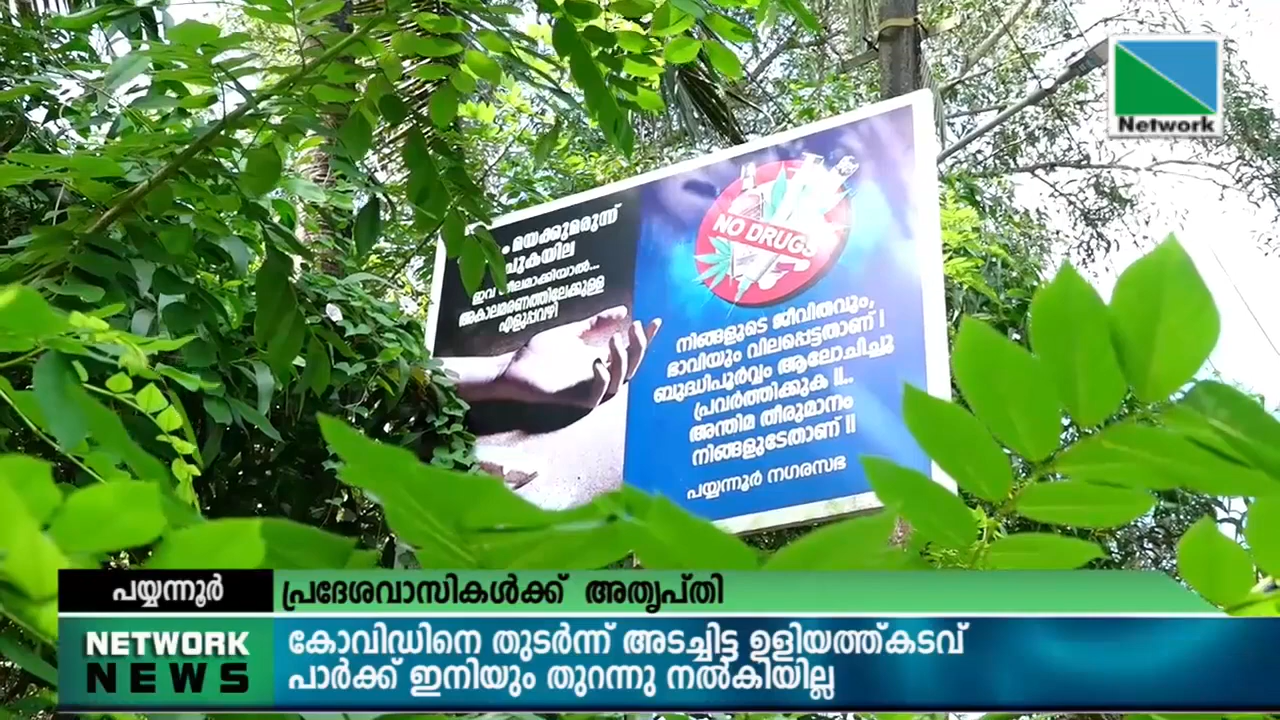 Network
മയക്കുമരുന്ന്
പുകയില
ഇവ ശീലമാക്കിയാൽ...
അകാലമരണത്തിലേക്കുള്ള
എളുപ്പവഴി
NO DRUGS
നിങ്ങളുടെ ജീവിതവും,
ഭാവിയും വിലപ്പെട്ടതാണ് !
ബുദ്ധിപൂർവ്വം ആലോചിച്ചു
പ്രവർത്തിക്കുക !!..
അന്തിമ തീരുമാനം
നിങ്ങളുടേതാണ് !!
പയ്യന്നൂർ നഗരസഭ
പയ്യന്നൂർ
പ്രദേശവാസികൾക്ക് അതൃപ്തി
NETWORK
NEWS
കോവിഡിനെ തുടർന്ന് അടച്ചിട്ട ഉളിയത്ത്കടവ്
പാർക്ക് ഇനിയും തുറന്നു നൽകിയില്ല